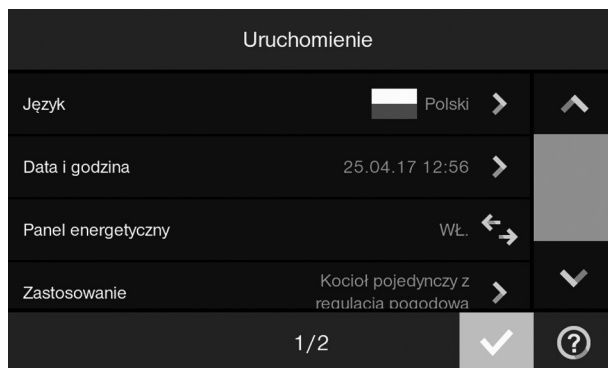 Uruchomienie
Język Polski
Data i godzina 25.04.17 12:56
Panel energetyczny WŁ.
Zastosowanie Kocioł pojedynczy z
regulacja pogodowa
1/2